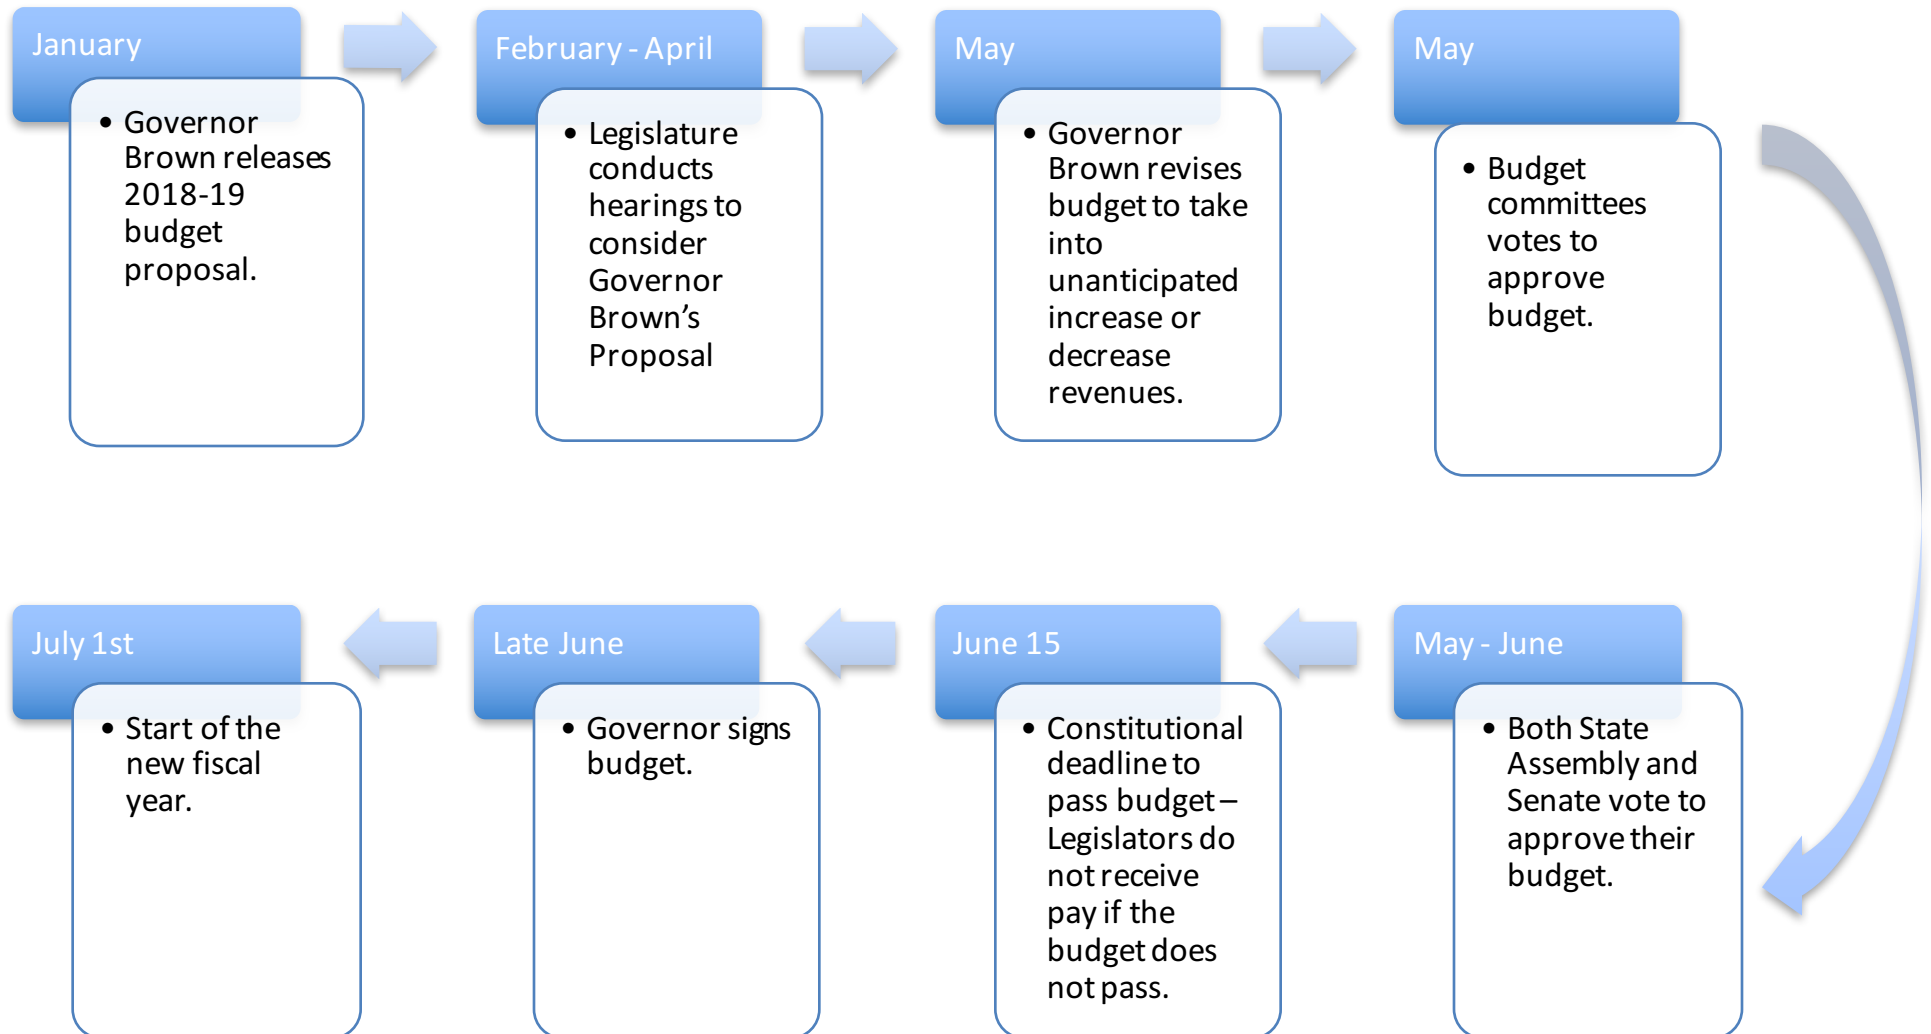 January
• Governor
Brown releases
2018-19
budget
proposal.
February - April
• Legislature
conducts
hearings to
consider
Governor
Brown’s
Proposal
May
• Governor
Brown revises
budget to take
into
unanticipated
increase or
decrease
revenues.
May
• Budget
committees
votes to
approve
budget.
May - June
• Both State
Assembly and
Senate vote to
approve their
budget.
June 15
• Constitutional
deadline to
pass budget –
Legislators do
not receive
pay if the
budget does
not pass.
Late June
• Governor signs
budget.
July 1st
• Start of the
new fiscal
year.